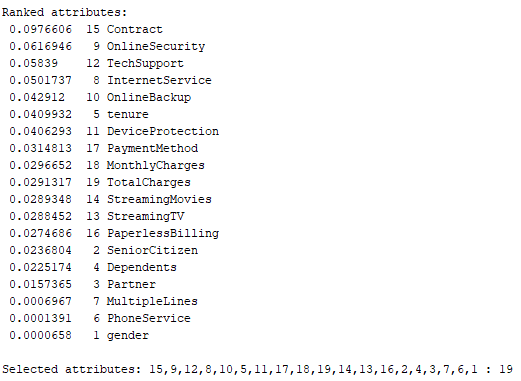 Ranked attributes:
0.0976606 15 Contract
0.0616946 9 OnlineSecurity
0.05839 12 TechSupport
0.0501737 8 InternetService
0.042912 10 OnlineBackup
0.0409932 5 tenure
0.0406293 11 DeviceProtection
0.0314813 17 PaymentMethod
0.0296652 18 MonthlyCharges
0.0291317 19 TotalCharges
0.0289348 14 StreamingMovies
0.0288452 13 StreamingTV
0.0274686 16 PaperlessBilling
0.0236804 2 SeniorCitizen
0.0225174 4 Dependents
0.0157365 3 Partner
0.0006967 7 MultipleLines
0.0001391 6 PhoneService
0.0000658 1 gender
Selected attributes: 15,9,12,8,10,5,11,17,18,19,14,13,16,2,4,3,7,6,1 : 19